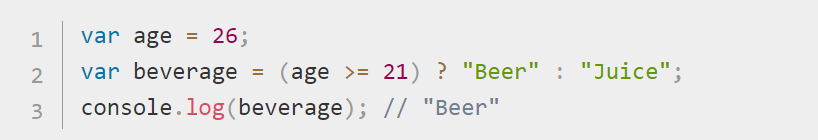 1 var age = 26;
2 var beverage = (age >= 21) ? "Beer" : "Juice";
3 console.log(beverage); // "Beer"